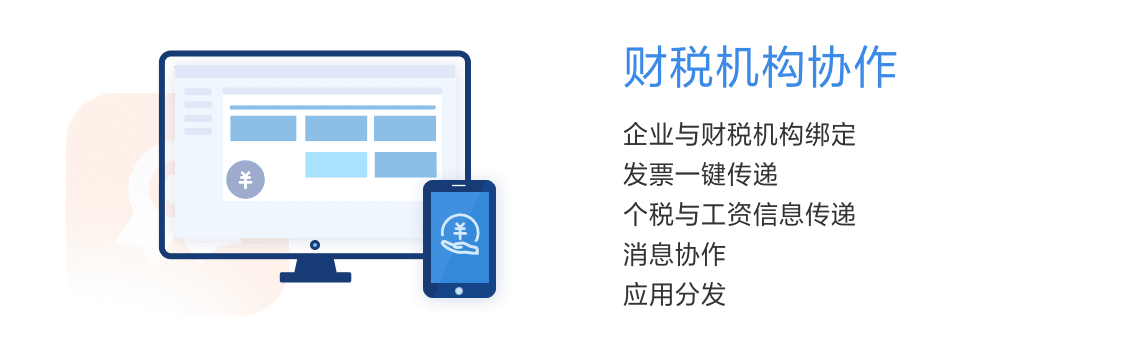 财税机构协作
企业与财税机构绑定
发票一键传递
个税与工资信息传递
消息协作
应用分发
¥
¥